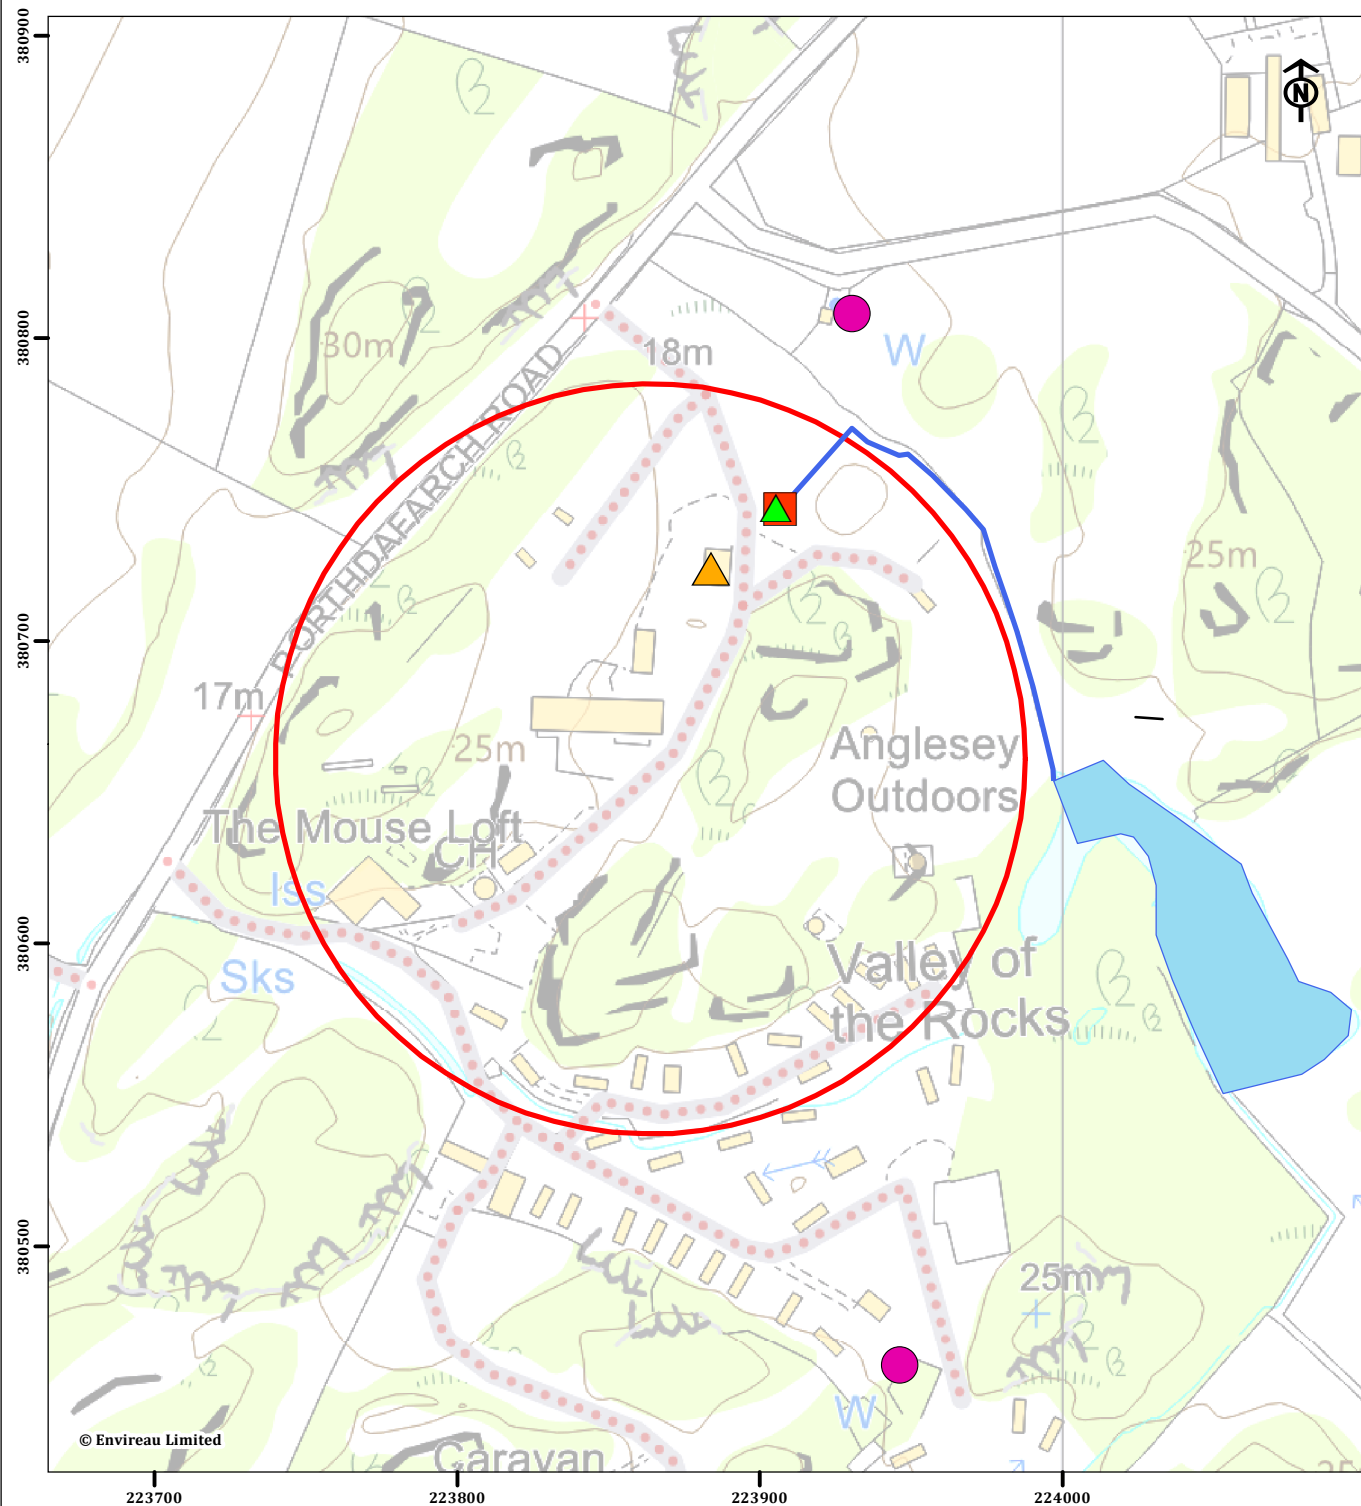 380900
N
380800
30m
18m
W
PORTHDAFARCH ROAD
25m
380700
17m
25m
Anglesey
Outdoors
The Mouse Loft
CH
Iss
380600
Sks
Valley of
the Rocks
380500
25m
W
© Envireau Limited
Caravan
223700
223800
223900
224000